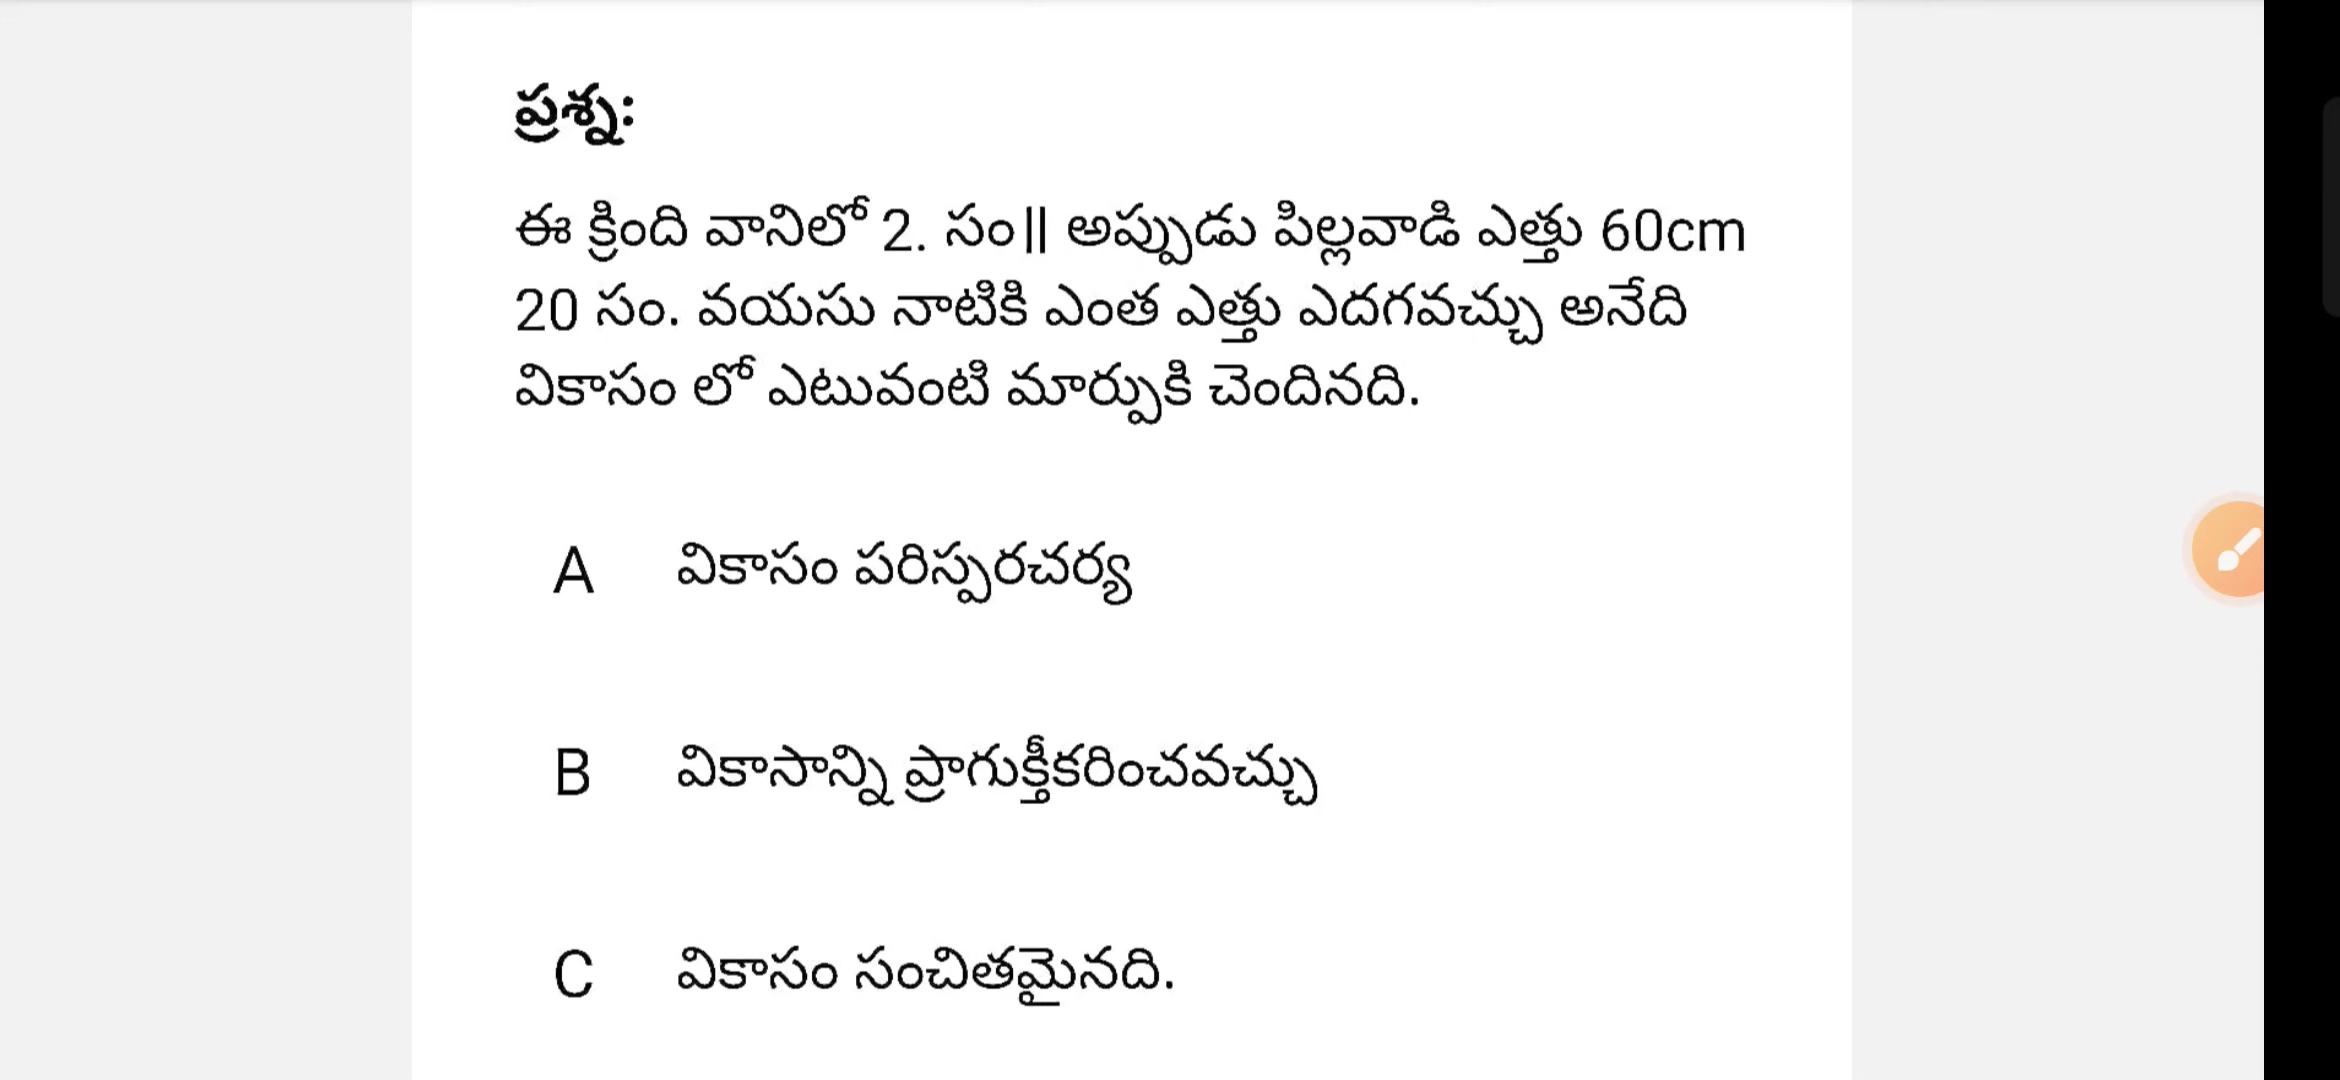 ప్రశ్న:
ఈ క్రింది వానిలో 2. సం|| అప్పుడు పిల్లవాడి ఎత్తు 60cm
20 సం. వయసు నాటికి ఎంత ఎత్తు ఎదగవచ్చు అనేది
వికాసం లో ఎటువంటి మార్పుకి చెందినది.
A వికాసం పరిస్పరచర్య
B వికాసాన్ని ప్రాగుక్తీకరించవచ్చు
C వికాసం సంచితమైనది.